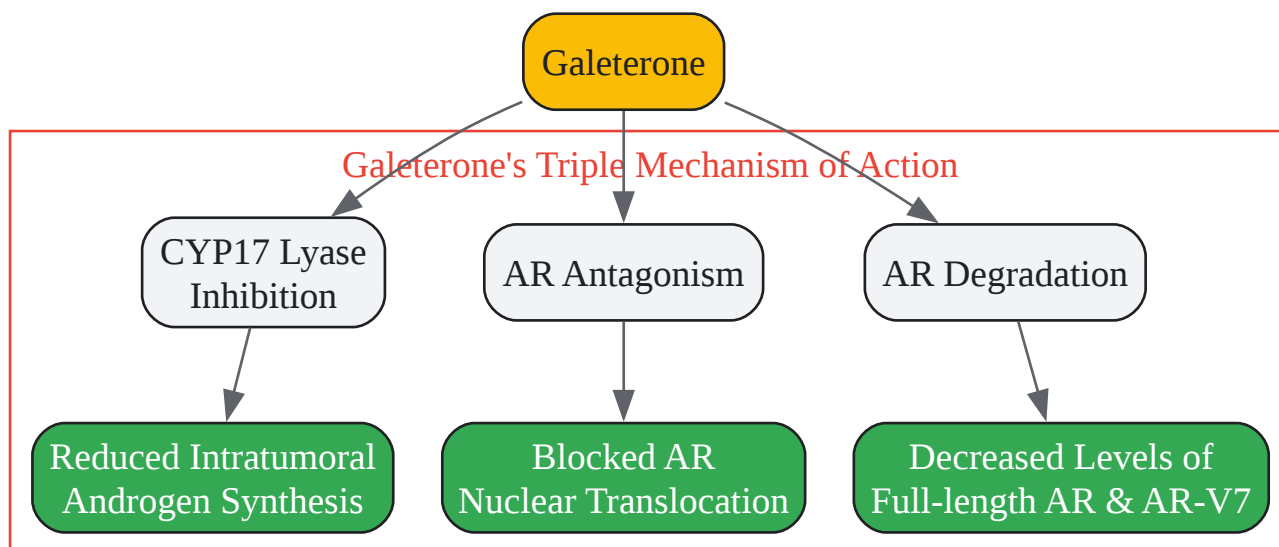 Galeterone
Galeterone's Triple Mechanism of Action
CYP17 Lyase
Inhibition
AR Antagonism
AR Degradation
Reduced Intratumoral
Androgen Synthesis
Blocked AR
Nuclear Translocation
Decreased Levels of
Full-length AR & AR-V7